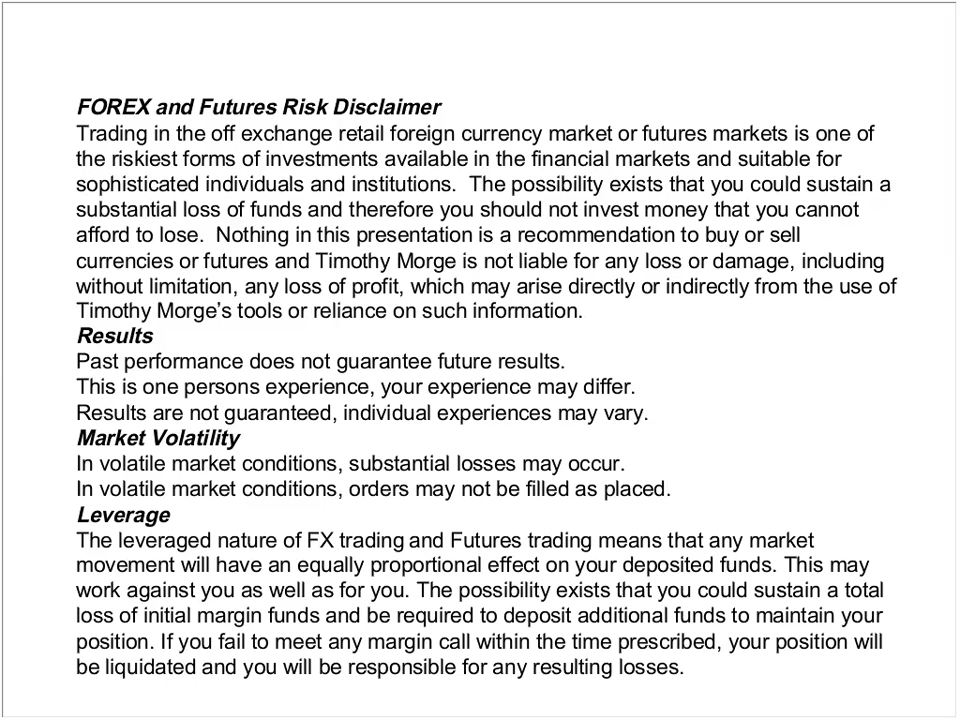 FOREX and Futures Risk Disclaimer
Trading in the off exchange retail foreign currency market or futures markets is one of
the riskiest forms of investments available in the financial markets and suitable for
sophisticated individuals and institutions.  The possibility exists that you could sustain a
substantial loss of funds and therefore you should not invest money that you cannot
afford to lose.  Nothing in this presentation is a recommendation to buy or sell
currencies or futures and Timothy Morge is not liable for any loss or damage, including
without limitation, any loss of profit, which may arise directly or indirectly from the use of
Timothy Morge’s tools or reliance on such information.
Results
Past performance does not guarantee future results.
This is one persons experience, your experience may differ.
Results are not guaranteed, individual experiences may vary.
Market Volatility
In volatile market conditions, substantial losses may occur.
In volatile market conditions, orders may not be filled as placed.
Leverage
The leveraged nature of FX trading and Futures trading means that any market
movement will have an equally proportional effect on your deposited funds. This may
work against you as well as for you. The possibility exists that you could sustain a total
loss of initial margin funds and be required to deposit additional funds to maintain your
position. If you fail to meet any margin call within the time prescribed, your position will
be liquidated and you will be responsible for any resulting losses.